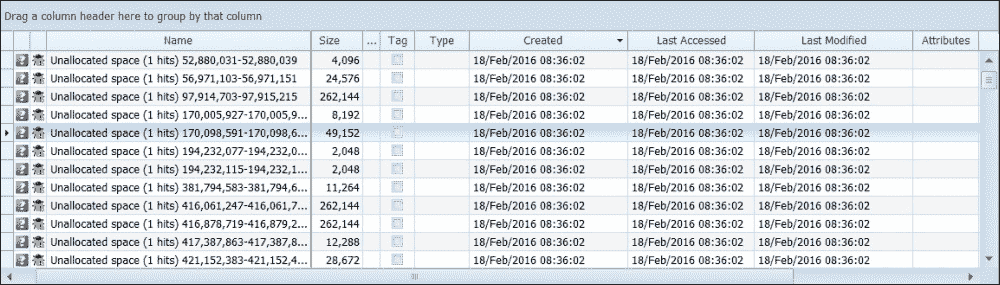 Drag a column header here to group by that column
Name Size ... Tag Type Created Last Accessed Last Modified Attributes
Unallocated space (1 hits) 52,880,031-52,880,039 4,096 18/Feb/2016 08:36:02 18/Feb/2016 08:36:02 18/Feb/2016 08:36:02
Unallocated space (1 hits) 56,971,103-56,971,151 24,576 18/Feb/2016 08:36:02 18/Feb/2016 08:36:02 18/Feb/2016 08:36:02
Unallocated space (1 hits) 97,914,703-97,915,215 262,144 18/Feb/2016 08:36:02 18/Feb/2016 08:36:02 18/Feb/2016 08:36:02
Unallocated space (1 hits) 170,005,927-170,005,9... 8,192 18/Feb/2016 08:36:02 18/Feb/2016 08:36:02 18/Feb/2016 08:36:02
Unallocated space (1 hits) 170,098,591-170,098,6... 49,152 18/Feb/2016 08:36:02 18/Feb/2016 08:36:02 18/Feb/2016 08:36:02
Unallocated space (1 hits) 194,232,077-194,232,0... 2,048 18/Feb/2016 08:36:02 18/Feb/2016 08:36:02 18/Feb/2016 08:36:02
Unallocated space (1 hits) 194,232,115-194,232,1... 2,048 18/Feb/2016 08:36:02 18/Feb/2016 08:36:02 18/Feb/2016 08:36:02
Unallocated space (1 hits) 381,794,583-381,794,6... 11,264 18/Feb/2016 08:36:02 18/Feb/2016 08:36:02 18/Feb/2016 08:36:02
Unallocated space (1 hits) 416,061,247-416,061,7... 262,144 18/Feb/2016 08:36:02 18/Feb/2016 08:36:02 18/Feb/2016 08:36:02
Unallocated space (1 hits) 416,878,719-416,879,2... 262,144 18/Feb/2016 08:36:02 18/Feb/2016 08:36:02 18/Feb/2016 08:36:02
Unallocated space (1 hits) 417,387,863-417,387,8... 12,288 18/Feb/2016 08:36:02 18/Feb/2016 08:36:02 18/Feb/2016 08:36:02
Unallocated space (1 hits) 421,152,383-421,152,4... 28,672 18/Feb/2016 08:36:02 18/Feb/2016 08:36:02 18/Feb/2016 08:36:02